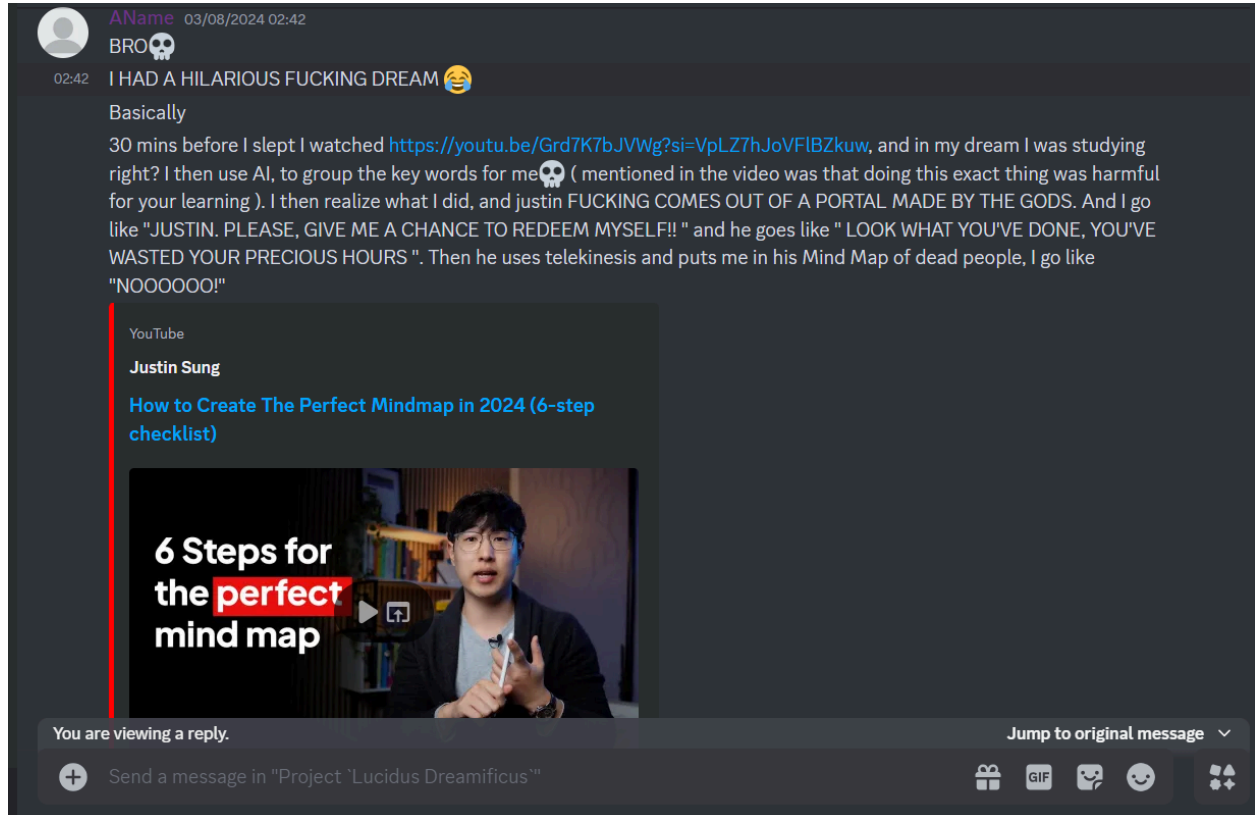 AName 03/08/2024 02:42
BRO💀
02:42 I HAD A HILARIOUS FUCKING DREAM 😂
Basically
30 mins before I slept I watched https://youtu.be/Grd7K7bJVWg?si=VpLZ7hJoVFlBZkuw, and in my dream I was studying
right? I then use AI, to group the key words for me💀 ( mentioned in the video was that doing this exact thing was harmful
for your learning ). I then realize what I did, and justin FUCKING COMES OUT OF A PORTAL MADE BY THE GODS. And I go
like "JUSTIN. PLEASE, GIVE ME A CHANCE TO REDEEM MYSELF!! " and he goes like " LOOK WHAT YOU'VE DONE, YOU'VE
WASTED YOUR PRECIOUS HOURS ". Then he uses telekinesis and puts me in his Mind Map of dead people, I go like
"NOOOOOO!"
YouTube
Justin Sung
How to Create The Perfect Mindmap in 2024 (6-step
checklist)
6 Steps for
the perfect
mind map
You are viewing a reply.
Jump to original message
Send a message in "Project `Lucidus Dreamificus`"
GIF